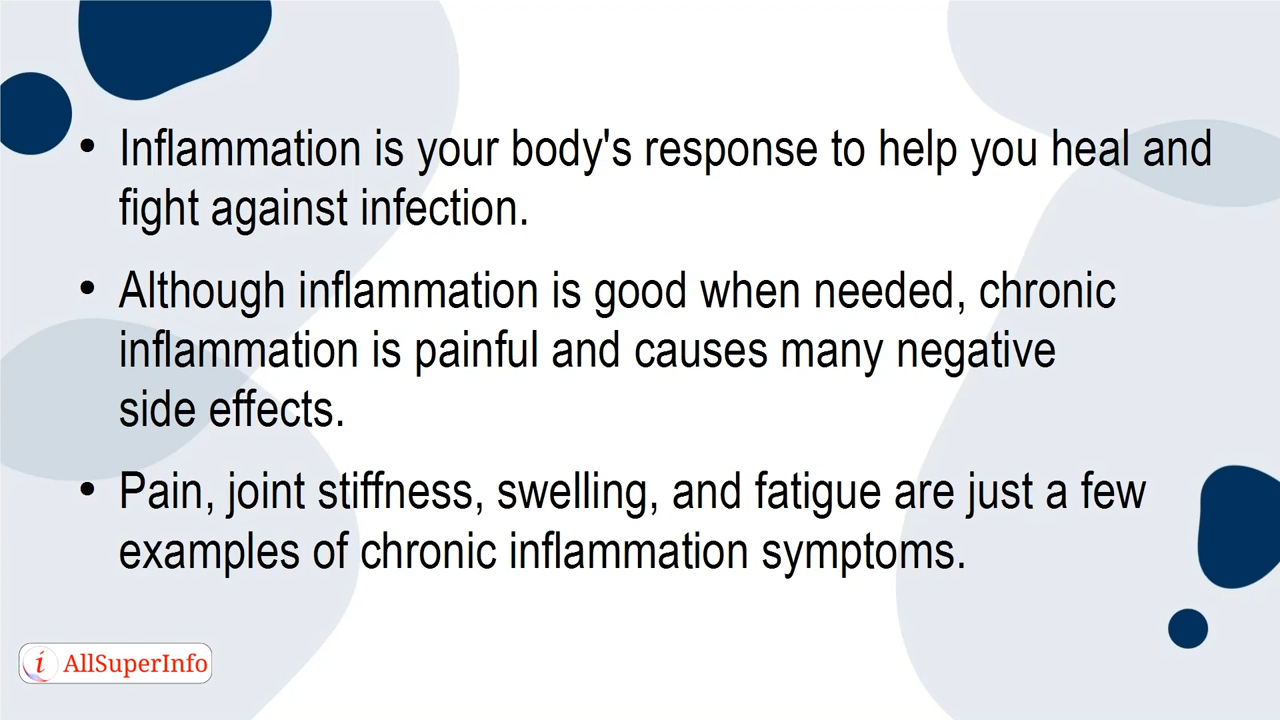 • Inflammation is your body's response to help you heal and
fight against infection.
• Although inflammation is good when needed, chronic
inflammation is painful and causes many negative
side effects.
• Pain, joint stiffness, swelling, and fatigue are just a few
examples of chronic inflammation symptoms.
i AllSuperInfo